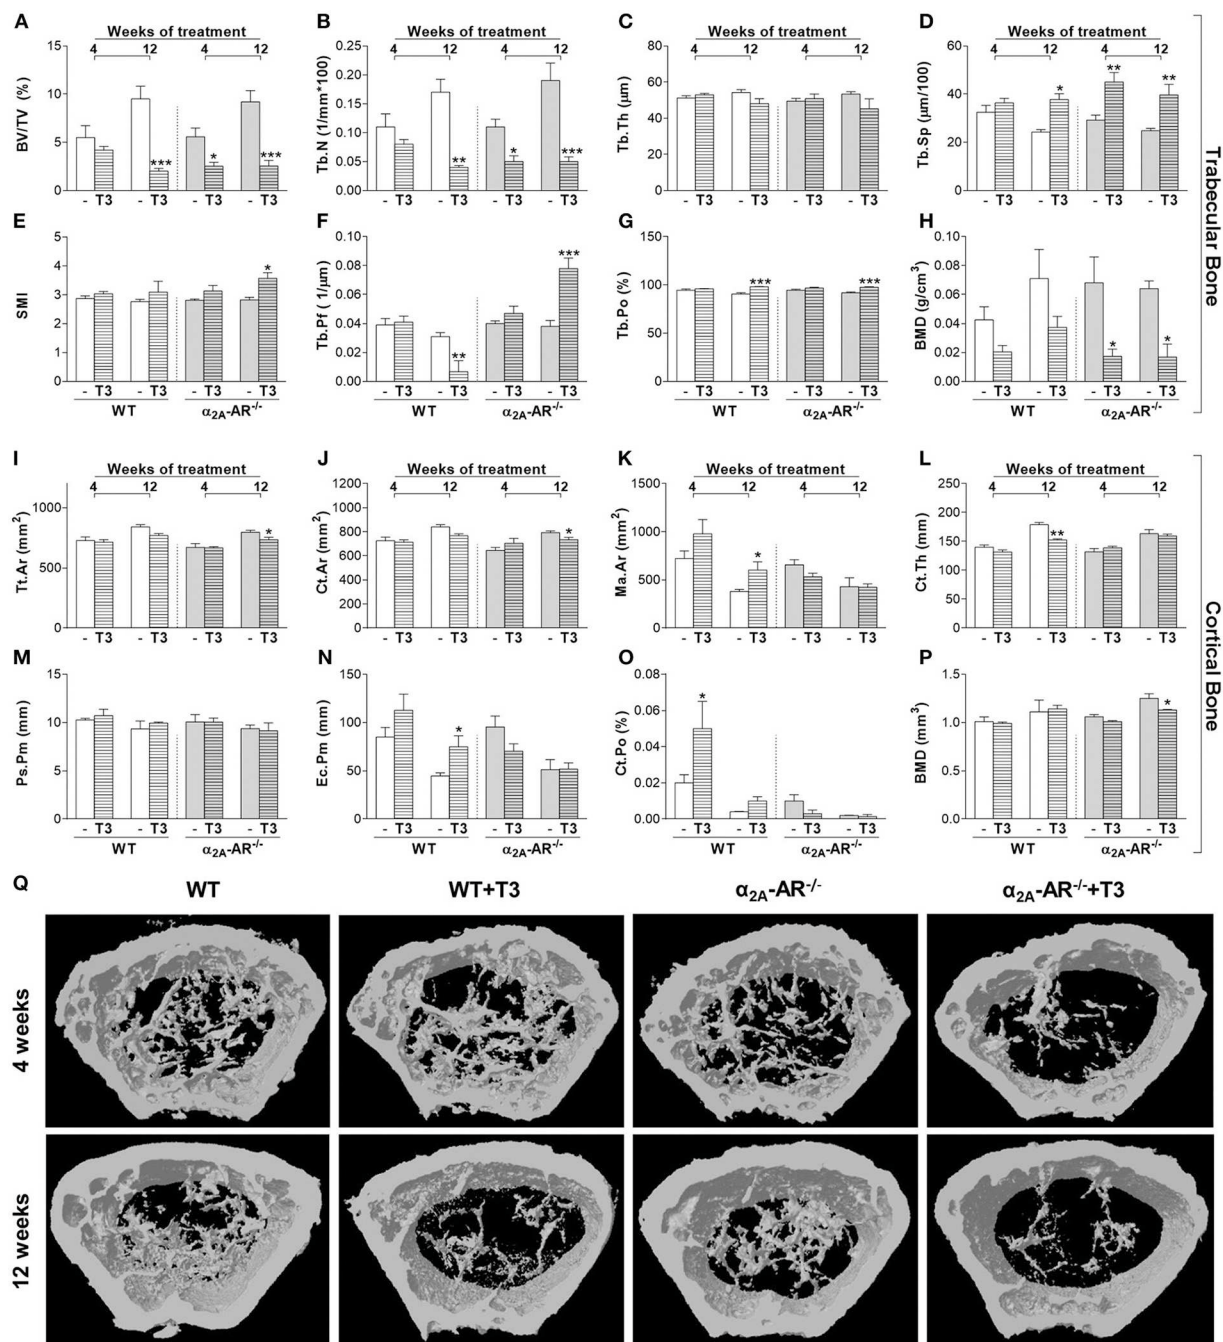 A B C D
Weeks of treatment Weeks of treatment Weeks of treatment Weeks of treatment
4 12 4 12 4 12 4 12 4 12 4 12 4 12 4 12
BV/TV (%)
15
10
5
0
*** * ***
- T3 - T3 - T3 - T3
Tb.N (1/mm*100)
0.25
0.20
0.15
0.10
0.05
0.00
** * ***
- T3 - T3 - T3 - T3
Tb.Th (μm)
80
60
40
20
0
- T3 - T3 - T3 - T3
Tb.Sp (μm/100)
60
40
20
0
* ** **
- T3 - T3 - T3 - T3
Trabecular Bone
E F G H
SMI
5
4
3
2
1
0
*
- T3 - T3 - T3 - T3
WT α2A-AR-/-
Tb.Pf ( 1/μm)
0.10
0.08
0.06
0.04
0.02
0.00
** ***
- T3 - T3 - T3 - T3
WT α2A-AR-/-
Tb.Po (%)
150
100
50
0
*** ***
- T3 - T3 - T3 - T3
WT α2A-AR-/-
BMD (g/cm3)
0.10
0.08
0.06
0.04
0.02
0.00
* *
- T3 - T3 - T3 - T3
WT α2A-AR-/-
I J K L
Weeks of treatment Weeks of treatment Weeks of treatment Weeks of treatment
4 12 4 12 4 12 4 12 4 12 4 12 4 12 4 12
Tt.Ar (mm2)
1000
500
0
*
- T3 - T3 - T3 - T3
Ct.Ar (mm2)
1200
1000
800
600
400
200
0
*
- T3 - T3 - T3 - T3
Ma.Ar (mm2)
1500
1000
500
0
*
- T3 - T3 - T3 - T3
Ct.Th (mm)
250
200
150
100
50
0
**
- T3 - T3 - T3 - T3
Cortical Bone
M N O P
Ps.Pm (mm)
15
10
5
0
- T3 - T3 - T3 - T3
WT α2A-AR-/-
Ec.Pm (mm)
150
100
50
0
*
- T3 - T3 - T3 - T3
WT α2A-AR-/-
Ct.Po (%)
0.08
0.06
0.04
0.02
0.00
*
- T3 - T3 - T3 - T3
WT α2A-AR-/-
BMD (mm3)
1.5
1.0
0.5
0.0
*
- T3 - T3 - T3 - T3
WT α2A-AR-/-
Q
WT WT+T3 α2A-AR-/- α2A-AR-/-+T3
4 weeks
12 weeks